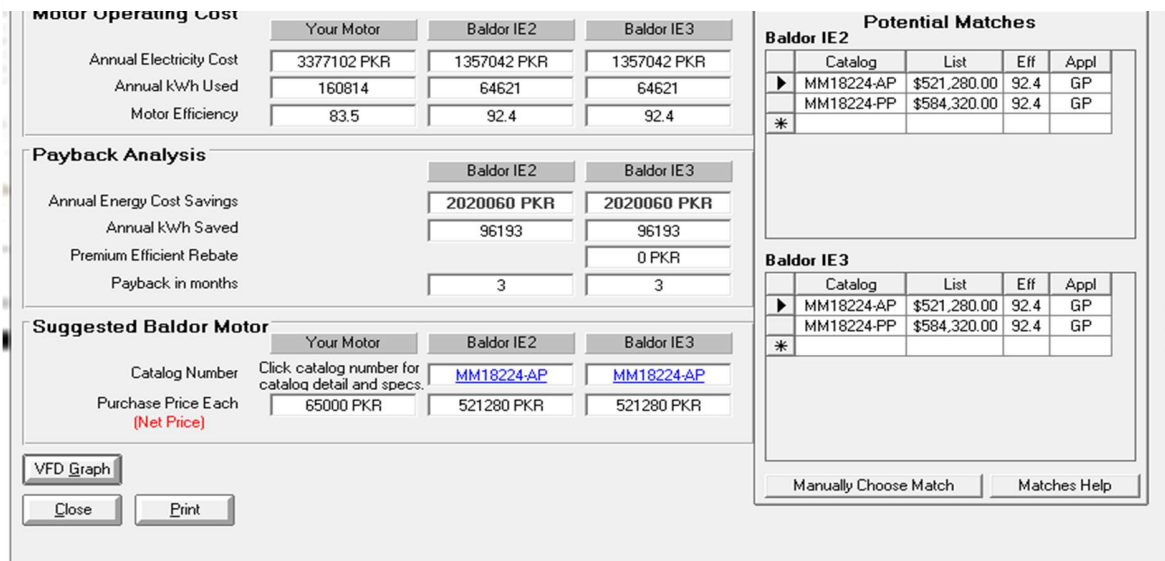 Motor Operating Cost
Your Motor Baldor IE2 Baldor IE3
Annual Electricity Cost 3377102 PKR 1357042 PKR 1357042 PKR
Annual kWh Used 160814 64621 64621
Motor Efficiency 83.5 92.4 92.4
Payback Analysis
Baldor IE2 Baldor IE3
Annual Energy Cost Savings 2020060 PKR 2020060 PKR
Annual kWh Saved 96193 96193
Premium Efficient Rebate 0 PKR
Payback in months 3 3
Suggested Baldor Motor
Your Motor Baldor IE2 Baldor IE3
Catalog Number Click catalog number for catalog detail and specs. MM18224-AP MM18224-AP
Purchase Price Each 65000 PKR 521280 PKR 521280 PKR
(Net Price)
VFD Graph
Close Print
Potential Matches
Baldor IE2
Catalog List Eff Appl
MM18224-AP $521,280.00 92.4 GP
MM18224-PP $584,320.00 92.4 GP
Baldor IE3
Catalog List Eff Appl
MM18224-AP $521,280.00 92.4 GP
MM18224-PP $584,320.00 92.4 GP
Manually Choose Match Matches Help